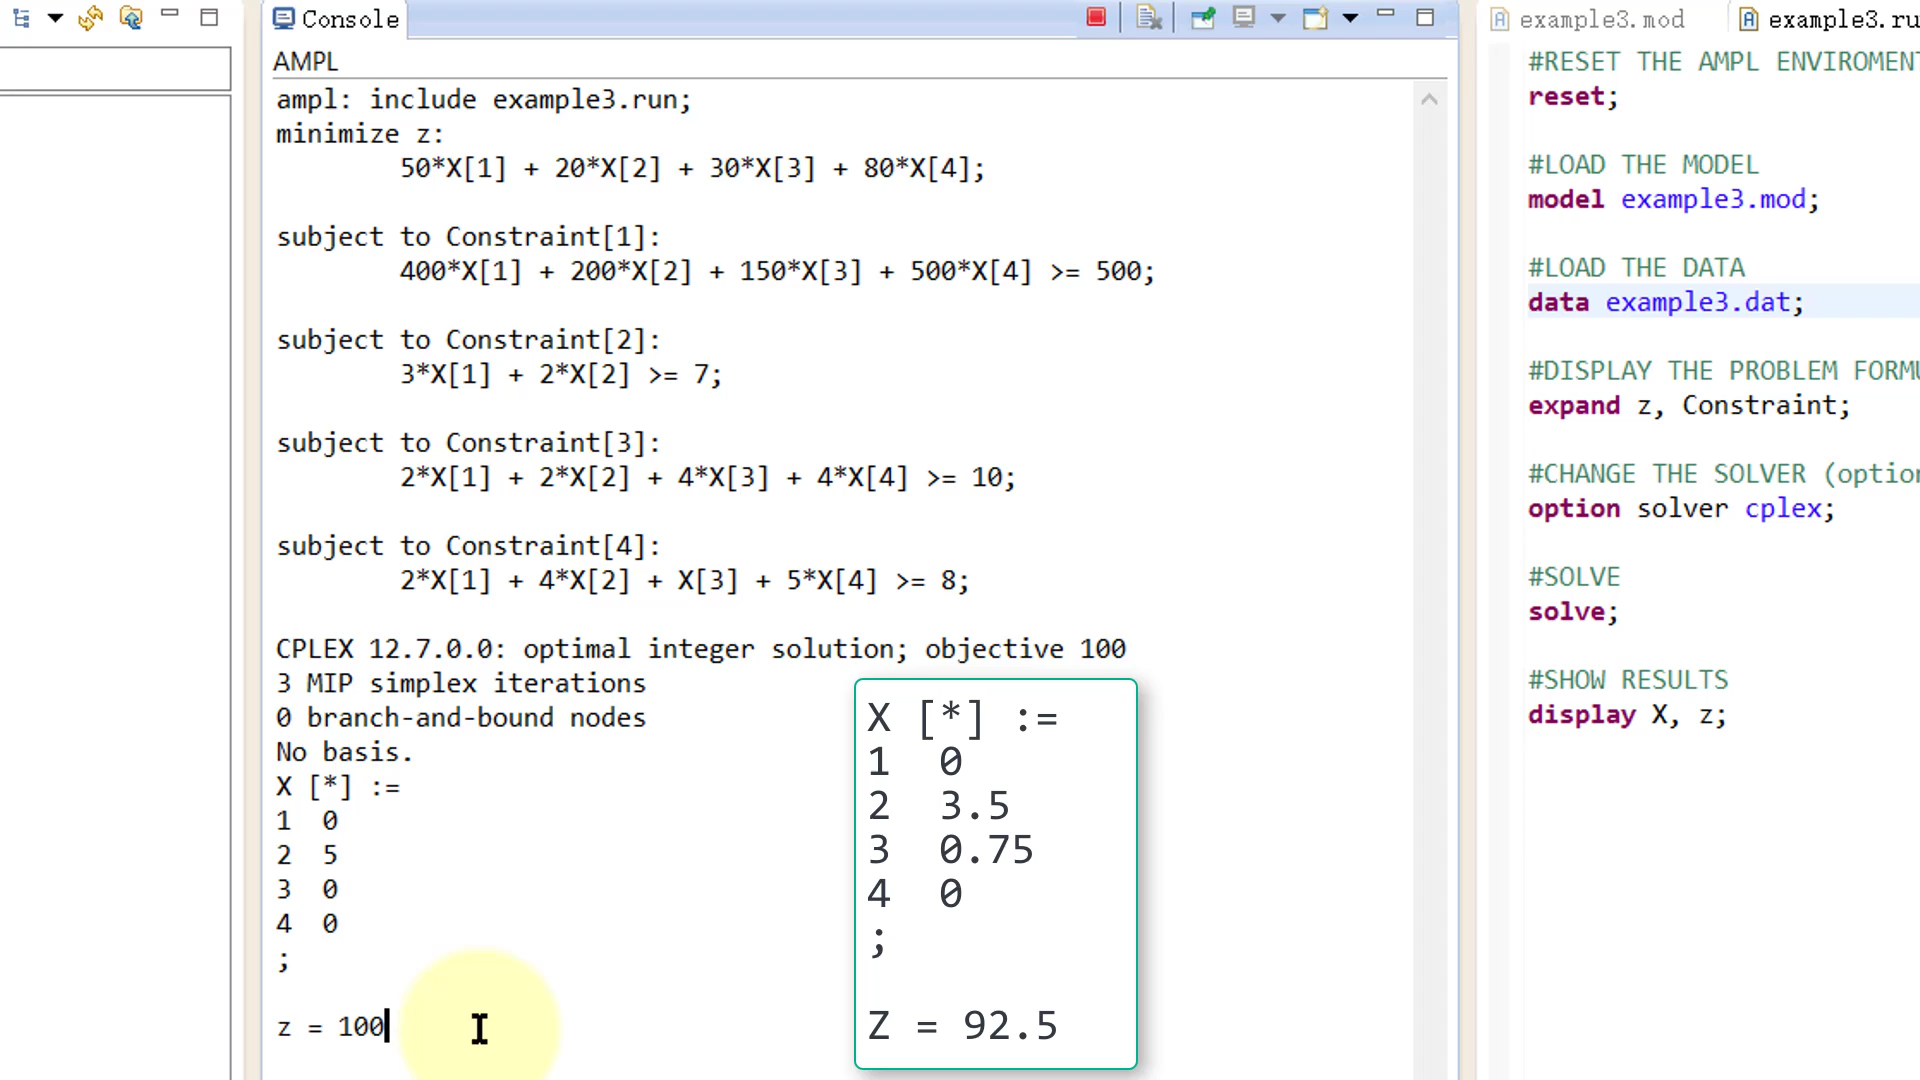 Console
AMPL
ampl: include example3.run;
minimize z:
50*X[1] + 20*X[2] + 30*X[3] + 80*X[4];
subject to Constraint[1]:
400*X[1] + 200*X[2] + 150*X[3] + 500*X[4] >= 500;
subject to Constraint[2]:
3*X[1] + 2*X[2] >= 7;
subject to Constraint[3]:
2*X[1] + 2*X[2] + 4*X[3] + 4*X[4] >= 10;
subject to Constraint[4]:
2*X[1] + 4*X[2] + X[3] + 5*X[4] >= 8;
CPLEX 12.7.0.0: optimal integer solution; objective 100
3 MIP simplex iterations
0 branch-and-bound nodes
No basis.
X [*] :=
1 0
2 5
3 0
4 0
;
z = 100
X [*] :=
1 0
2 3.5
3 0.75
4 0
;
Z = 92.5
example3.mod
example3.ru
#RESET THE AMPL ENVIROMENT
reset;
#LOAD THE MODEL
model example3.mod;
#LOAD THE DATA
data example3.dat;
#DISPLAY THE PROBLEM FORMU
expand z, Constraint;
#CHANGE THE SOLVER (option
option solver cplex;
#SOLVE
solve;
#SHOW RESULTS
display X, z;